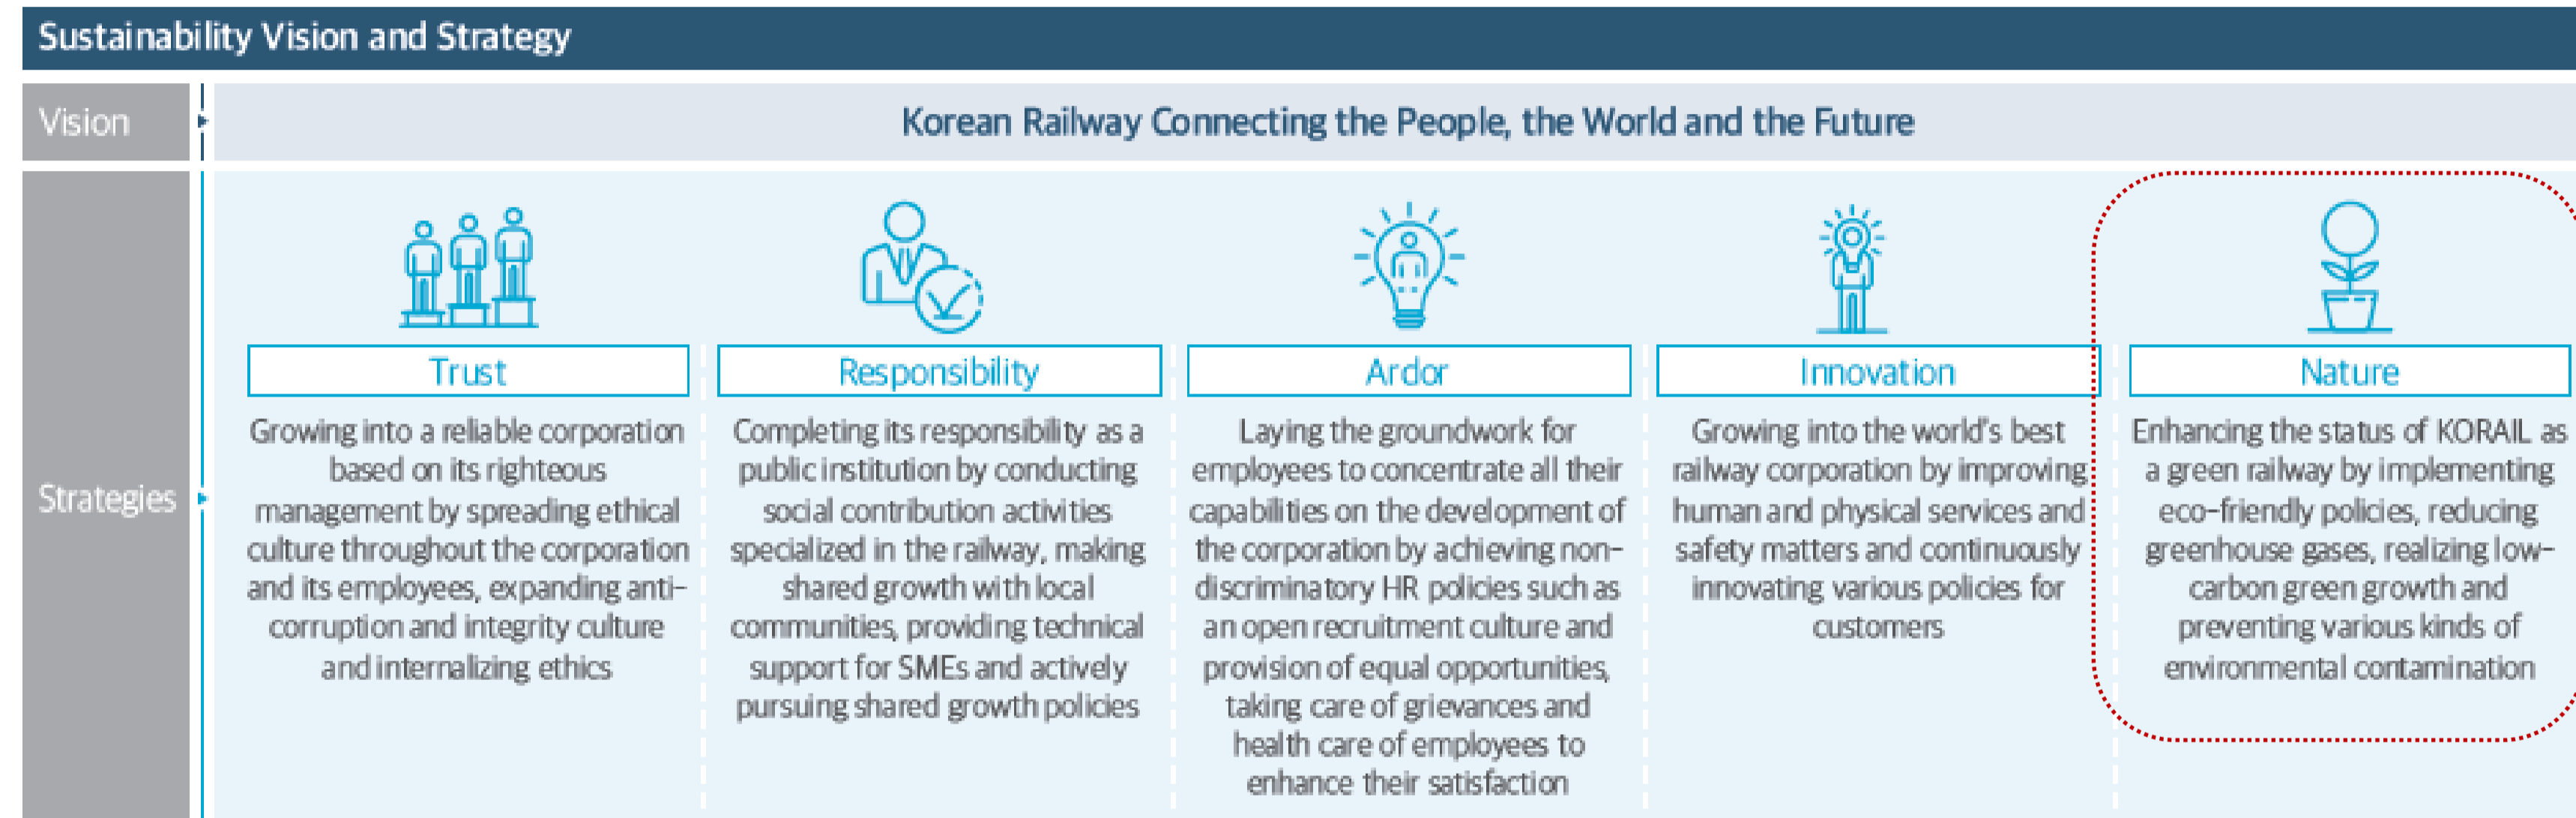 Sustainability Vision and Strategy
Vision
Korean Railway Connecting the People, the World and the Future
Strategies
Trust
Growing into a reliable corporation
based on its righteous
management by spreading ethical
culture throughout the corporation
and its employees, expanding anti-
corruption and integrity culture
and internalizing ethics
Responsibility
Completing its responsibility as a
public institution by conducting
social contribution activities
specialized in the railway, making
shared growth with local
communities, providing technical
support for SMEs and actively
pursuing shared growth policies
Ardor
Laying the groundwork for
employees to concentrate all their
capabilities on the development of
the corporation by achieving non-
discriminatory HR policies such as
an open recruitment culture and
provision of equal opportunities,
taking care of grievances and
health care of employees to
enhance their satisfaction
Innovation
Growing into the world's best
railway corporation by improving
human and physical services and
safety matters and continuously
innovating various policies for
customers
Nature
Enhancing the status of KORAIL as
a green railway by implementing
eco-friendly policies, reducing
greenhouse gases, realizing low-
carbon green growth and
preventing various kinds of
environmental contamination